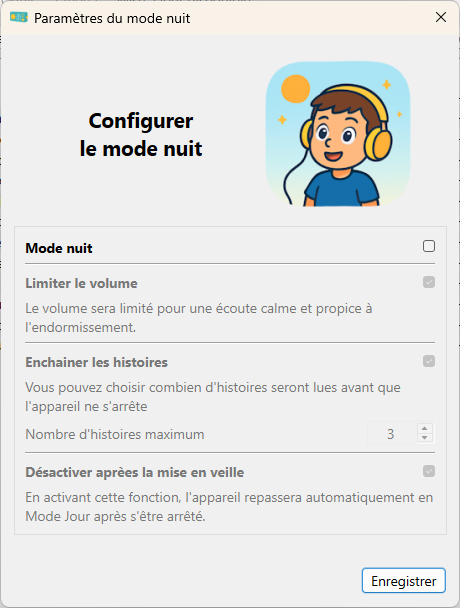 Paramètres du mode nuit
Configurer
le mode nuit
Mode nuit
Limiter le volume
Le volume sera limité pour une écoute calme et propice à
l'endormissement.
Enchainer les histoires
Vous pouvez choisir combien d'histoires seront lues avant que
l'appareil ne s'arrête
Nombre d'histoires maximum 3
Désactiver aprèes la mise en veille
En activant cette fonction, l'appareil repassera automatiquement en
Mode Jour après s'être arrêté.
Enregistrer